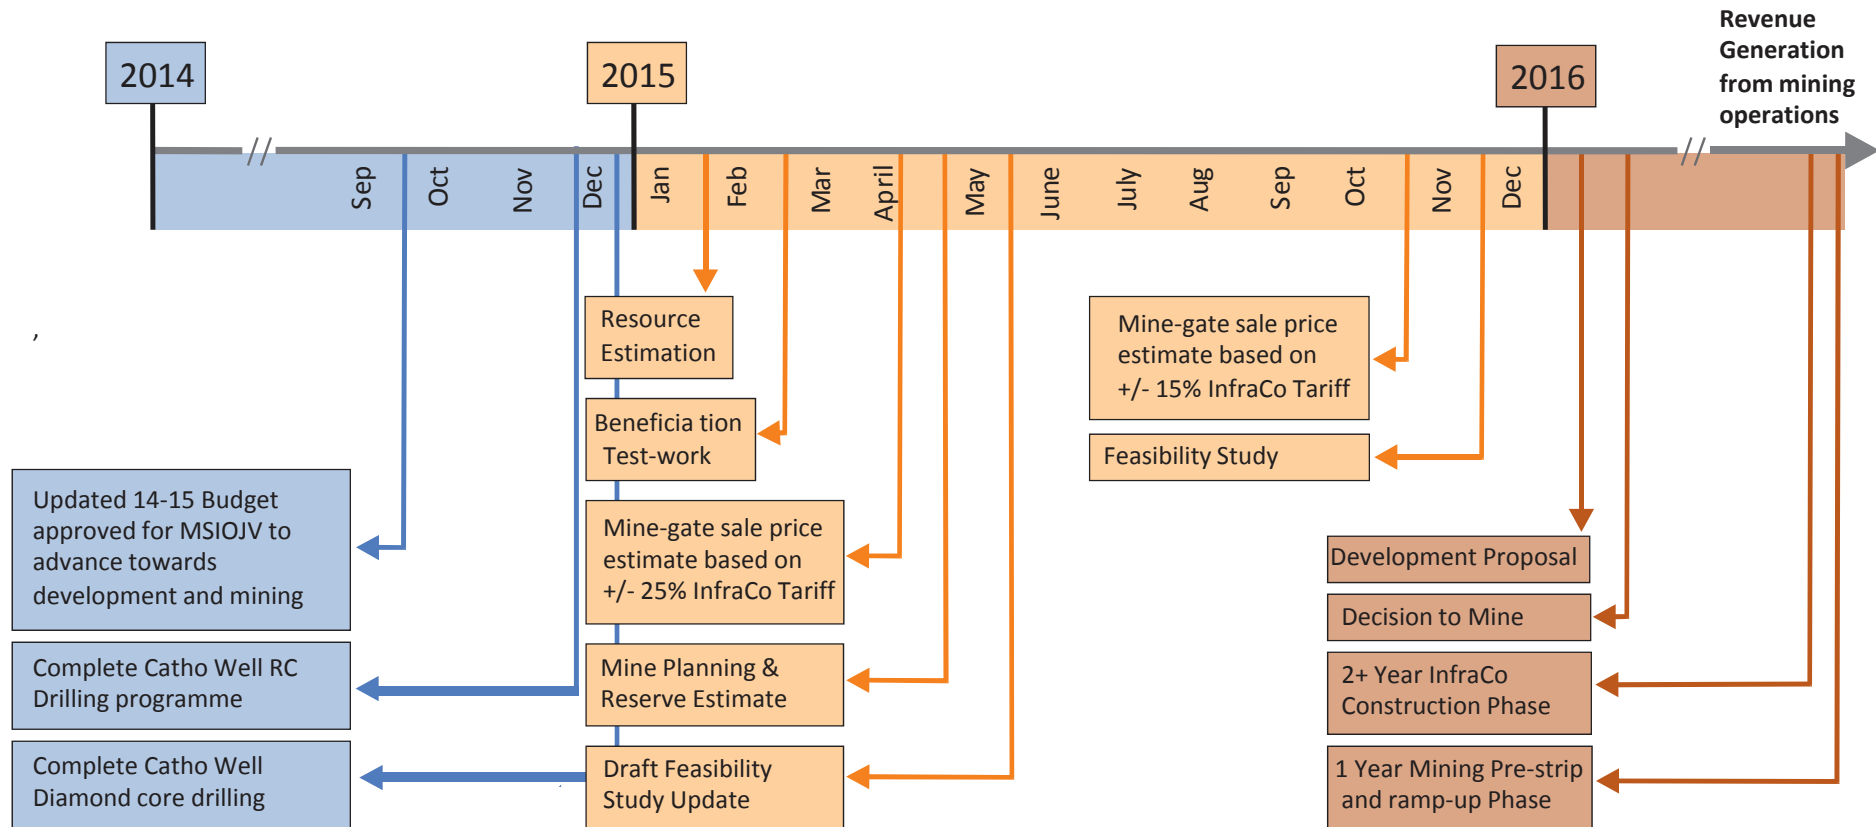 Revenue
Generation
from mining
operations
2014
2015
2016
Sep
Oct
Nov
Dec
Jan
Feb
Mar
April
May
June
July
Aug
Sep
Oct
Nov
Dec
,
Updated 14-15 Budget
approved for MSIOJV to
advance towards
development and mining
Complete Catho Well RC
Drilling programme
Complete Catho Well
Diamond core drilling
Resource
Estimation
Beneficia tion
Test-work
Mine-gate sale price
estimate based on
+/- 25% InfraCo Tariff
Mine Planning &
Reserve Estimate
Draft Feasibility
Study Update
Mine-gate sale price
estimate based on
+/- 15% InfraCo Tariff
Feasibility Study
Development Proposal
Decision to Mine
2+ Year InfraCo
Construction Phase
1 Year Mining Pre-strip
and ramp-up Phase